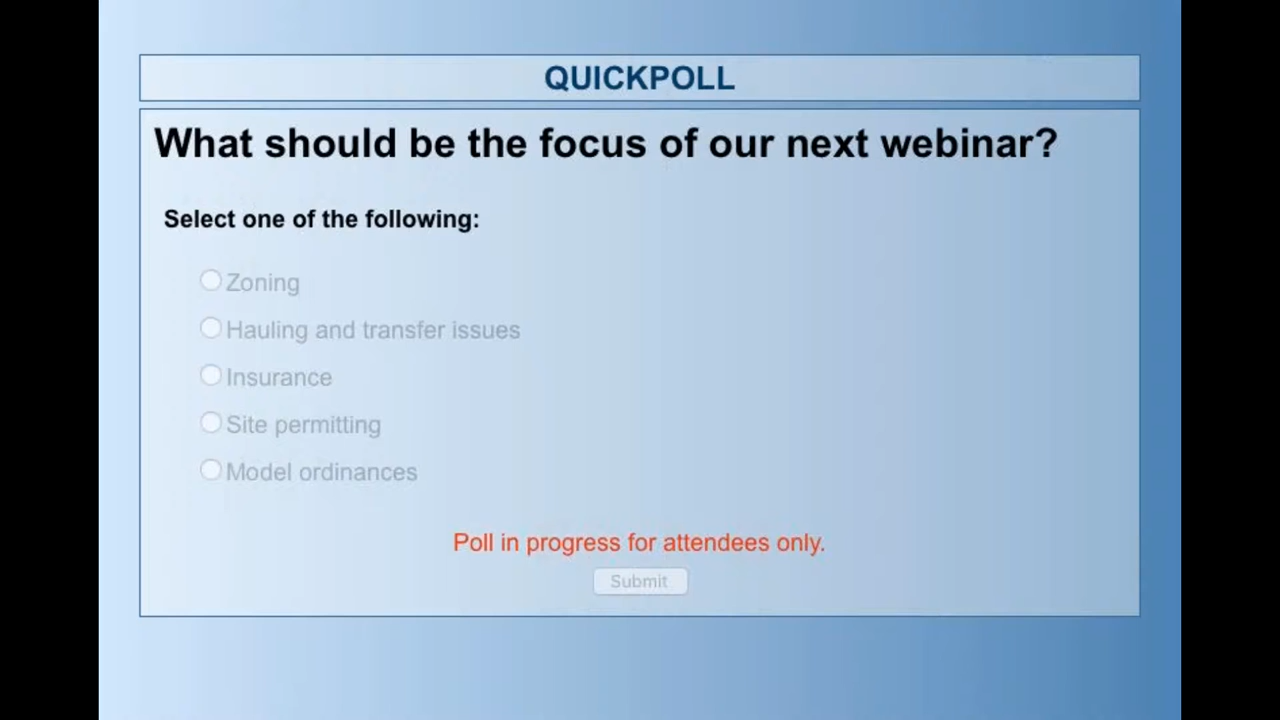 QUICKPOLL
What should be the focus of our next webinar?
Select one of the following:
Zoning
Hauling and transfer issues
Insurance
Site permitting
Model ordinances
Poll in progress for attendees only.
Submit